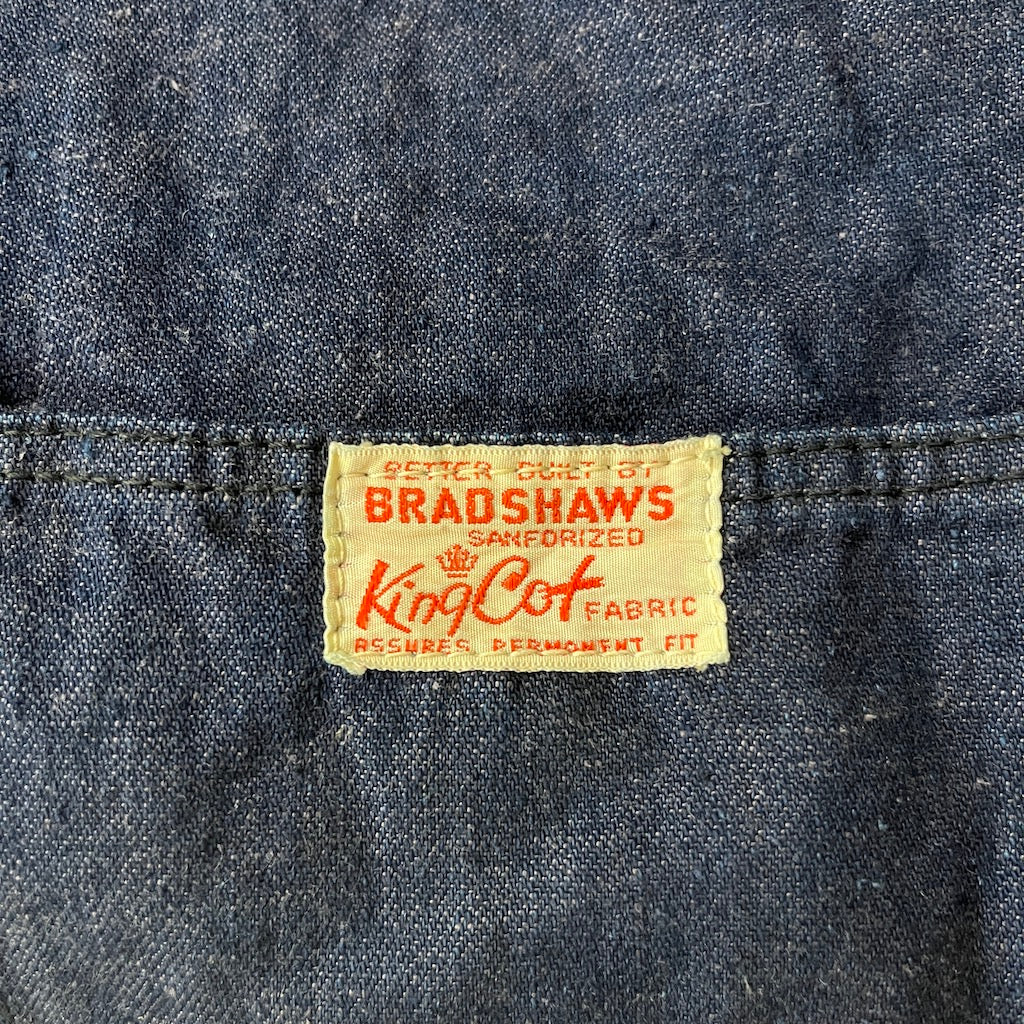 BETTER BUILT BY
BRADSHAWS
SANFORIZED
KingCot FABRIC
ASSURES PERMANENT FIT